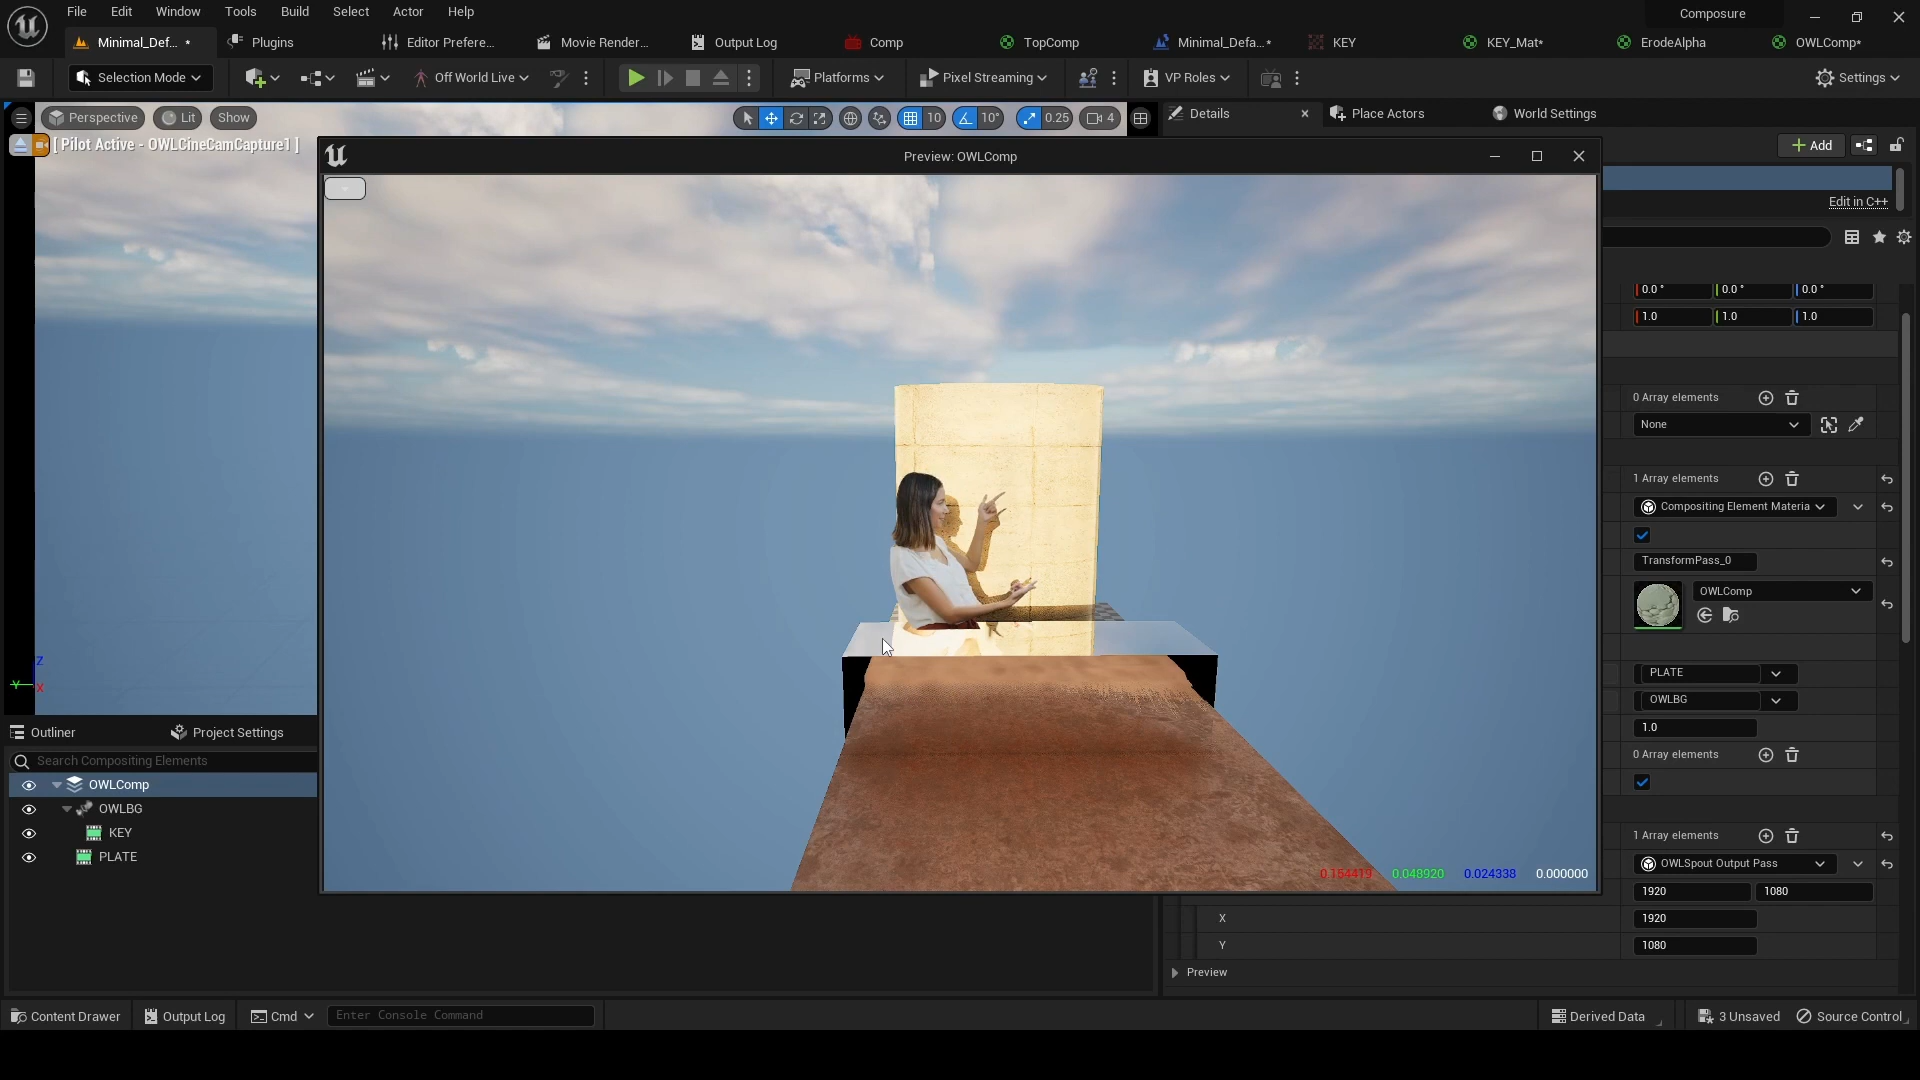 File Edit Window Tools Build Select Actor Help
Composure
Minimal_Def... •
Plugins
Editor Prefere...
Movie Render...
Output Log
Comp
TopComp
Minimal_Defa...•
KEY
KEY_Mat•
ErodeAlpha
OWLComp•
Selection Mode
Off World Live
Platforms
Pixel Streaming
VP Roles
Settings
Perspective
Lit
Show
10
10°
0.25
4
Details
Place Actors
World Settings
[ Pilot Active - OWLCineCamCapture1 ]
Add
Preview: OWLComp
Edit in C++
0.0 °
0.0 °
0.0 °
1.0
1.0
1.0
0 Array elements
None
1 Array elements
Compositing Element Materia
TransformPass_0
OWLComp
PLATE
OWLBG
1.0
0 Array elements
1 Array elements
OWLSpout Output Pass
1920
1080
X
1920
Y
1080
Preview
Z
Y
X
Outliner
Project Settings
Search Compositing Elements
OWLComp
OWLBG
KEY
PLATE
0.154419 0.048920 0.024338 0.000000
Content Drawer
Output Log
Cmd
Enter Console Command
Derived Data
3 Unsaved
Source Control